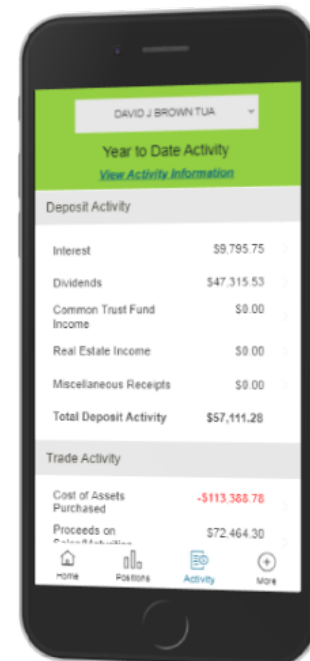 DAVID J BROWN TUA
Year to Date Activity
View Activity Information
Deposit Activity
Interest $9,795.75
Dividends $47,315.53
Common Trust Fund $0.00
Income
Real Estate Income $0.00
Miscellaneous Receipts $0.00
Total Deposit Activity $57,111.28
Trade Activity
Cost of Assets -$113,388.78
Purchased
Proceeds on $72,464.30
Sales/Maturities
Home Positions Activity More